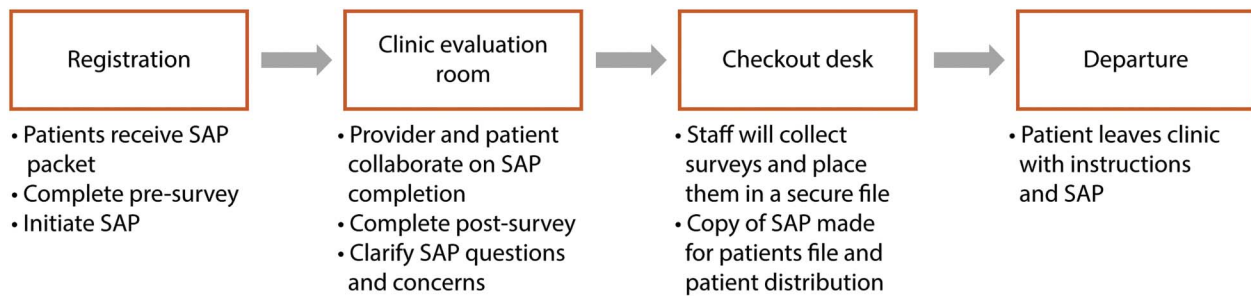 Registration
• Patients receive SAP
packet
• Complete pre-survey
• Initiate SAP
Clinic evaluation
room
• Provider and patient
collaborate on SAP
completion
• Complete post-survey
• Clarify SAP questions
and concerns
Checkout desk
• Staff will collect
surveys and place
them in a secure file
• Copy of SAP made
for patients file and
patient distribution
Departure
• Patient leaves clinic
with instructions
and SAP